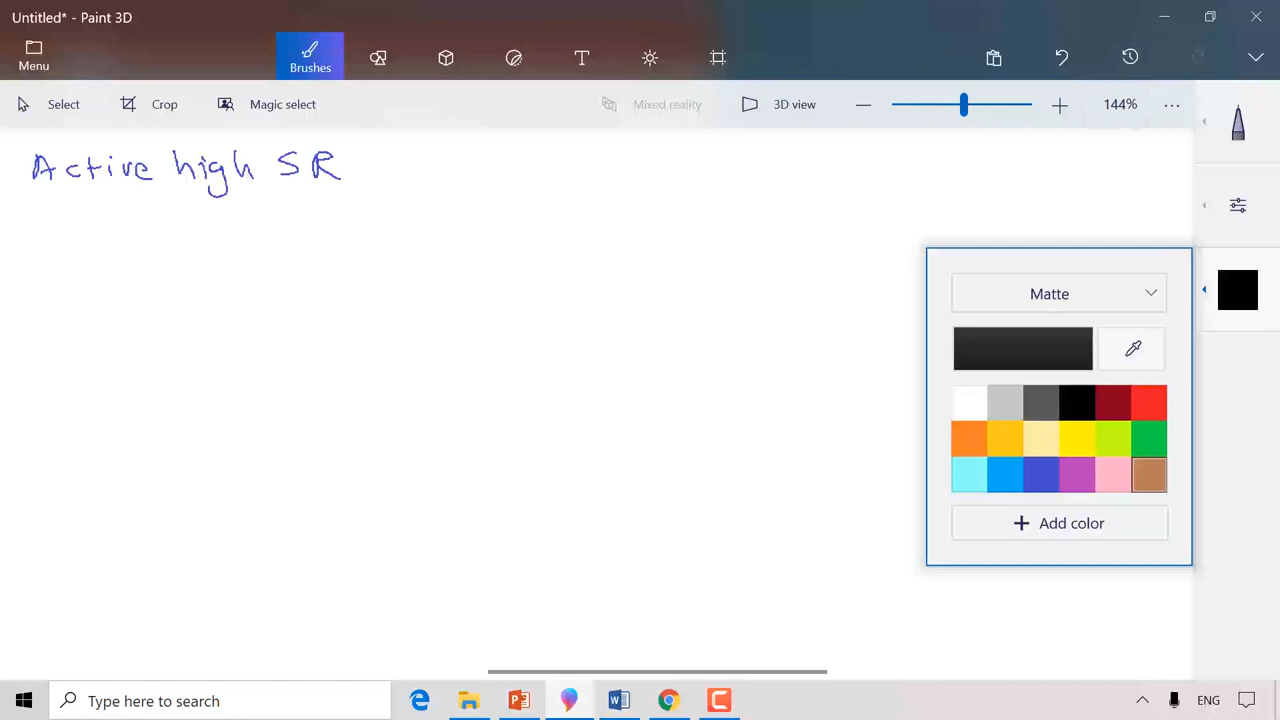 Untitled* - Paint 3D
Menu
Brushes
Select
Crop
Magic select
Mixed reality
3D view
144%
Active high SR
Matte
Add color
Type here to search
ENG